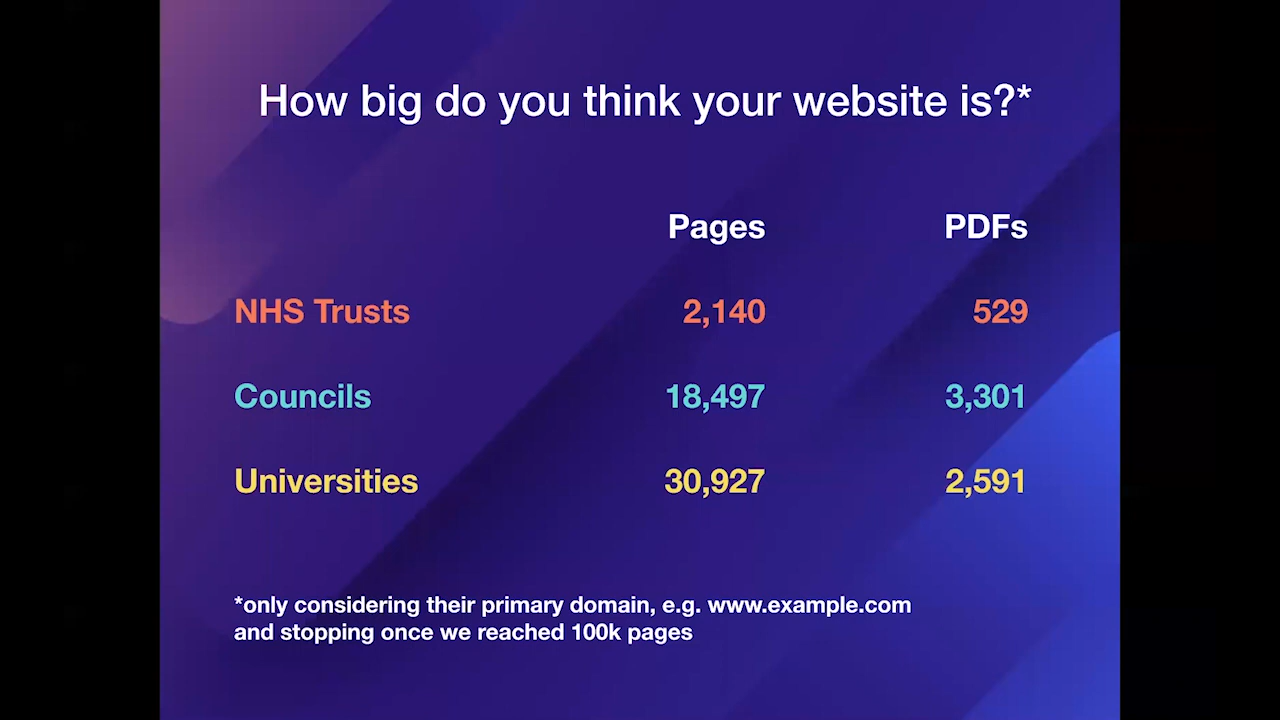 How big do you think your website is?*
Pages PDFs
NHS Trusts 2,140 529
Councils 18,497 3,301
Universities 30,927 2,591
*only considering their primary domain, e.g. www.example.com
and stopping once we reached 100k pages